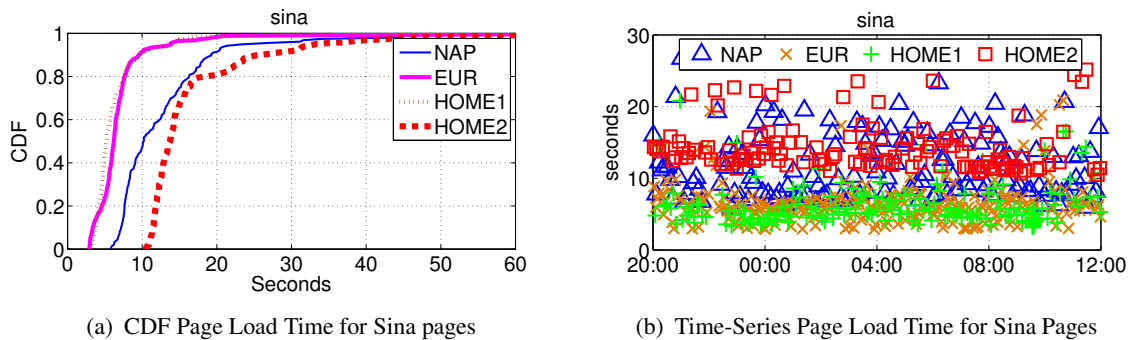 sina
CDF
1
0.8
0.6
0.4
0.2
0
0 10 20 30 40 50 60
Seconds
NAP
EUR
HOME1
HOME2
(a) CDF Page Load Time for Sina pages
sina
seconds
30
20
10
0
20:00 00:00 04:00 08:00 12:00
NAP EUR HOME1 HOME2
(b) Time-Series Page Load Time for Sina Pages